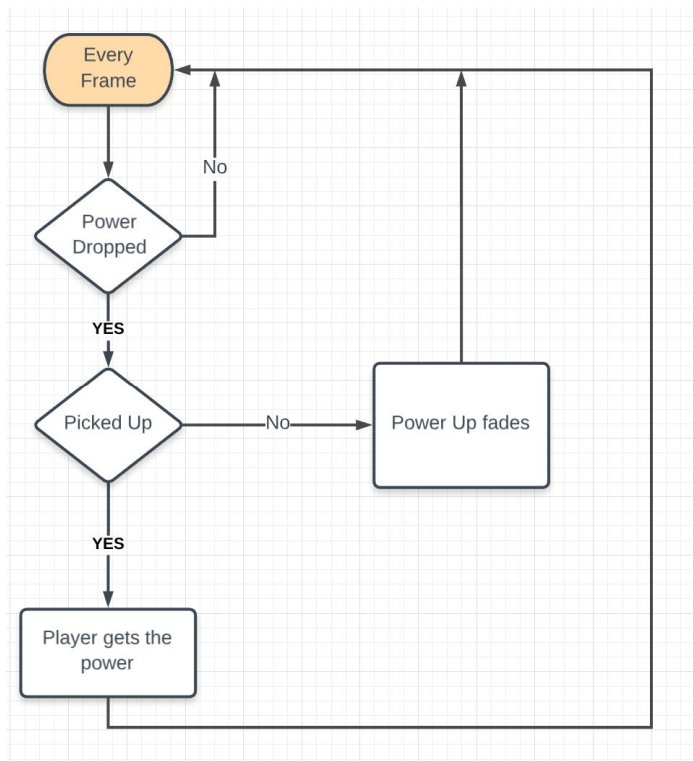 Every
Frame
No
Power
Dropped
YES
Picked Up
No
Power Up fades
YES
Player gets the
power